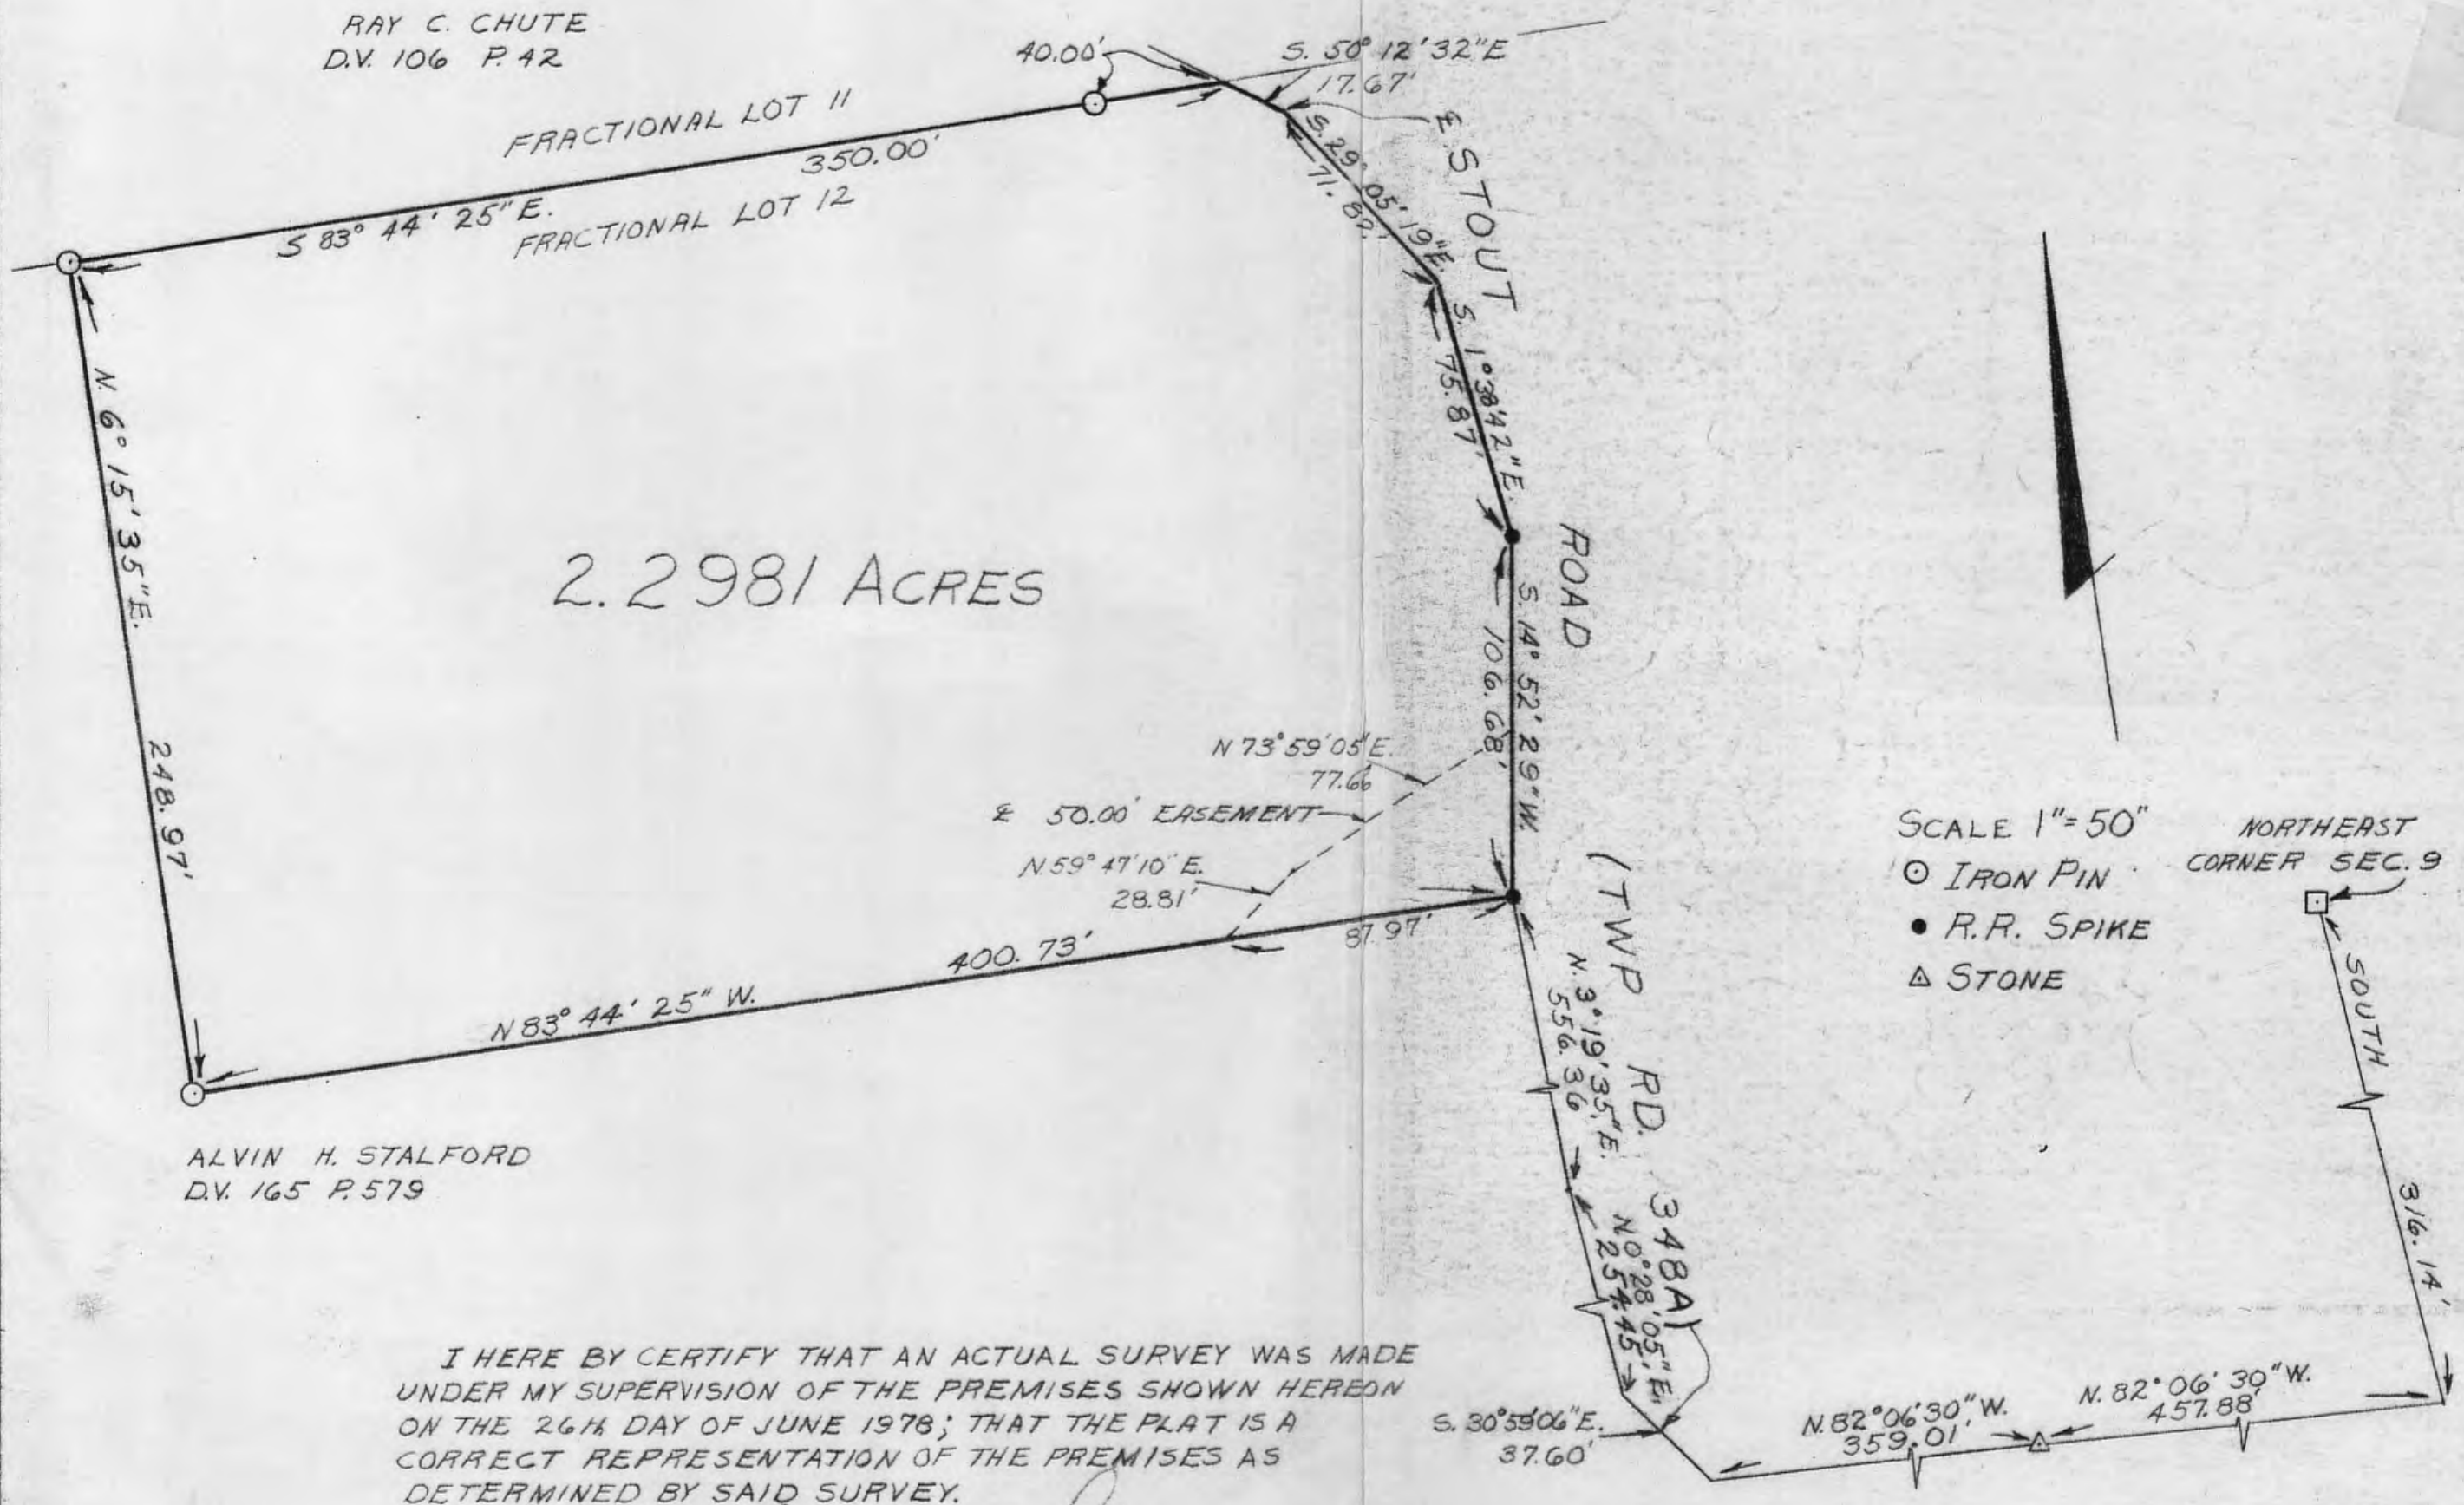 RAY C. CHUTE
D.V. 106 P. 42
40.00'
S. 50° 12' 32" E
17.67'
FRACTIONAL LOT 11
350.00'
S 83° 44' 25" E.
FRACTIONAL LOT 12
S. 29° 05' 19" E.
71.82'
℄ STOUT
ROAD
(TWP RD. 348A)
S. 1° 38' 42" E.
75.87'
N. 6° 15' 35" E.
248.97'
2.2981 ACRES
S. 14° 52' 29" W.
106.68'
N 73° 59' 05" E.
77.66'
℄ 50.00' EASEMENT
N 59° 47' 10" E.
28.81'
87.97'
400.73'
N 83° 44' 25" W.
SCALE 1" = 50"
⊙ IRON PIN
● R.R. SPIKE
△ STONE
NORTHEAST
CORNER SEC. 9
SOUTH
316.14'
N. 3° 19' 35" E.
556.36
N 0° 28' 05" E.
254.45'
ALVIN H. STALFORD
D.V. 165 P. 579
S. 30° 59' 06" E.
37.60'
N. 82° 06' 30" W.
359.01'
N. 82° 06' 30" W.
457.88'
I HERE BY CERTIFY THAT AN ACTUAL SURVEY WAS MADE
UNDER MY SUPERVISION OF THE PREMISES SHOWN HEREON
ON THE 26th DAY OF JUNE 1978; THAT THE PLAT IS A
CORRECT REPRESENTATION OF THE PREMISES AS
DETERMINED BY SAID SURVEY.